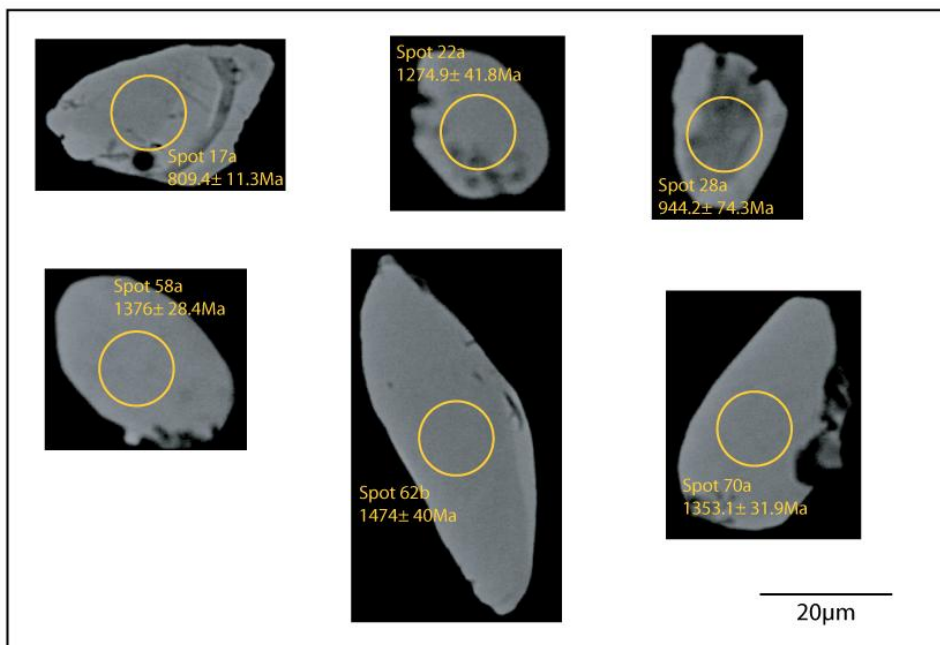 Spot 17a
809.4± 11.3Ma
Spot 22a
1274.9± 41.8Ma
Spot 28a
944.2± 74.3Ma
Spot 58a
1376± 28.4Ma
Spot 62b
1474± 40Ma
Spot 70a
1353.1± 31.9Ma
20µm